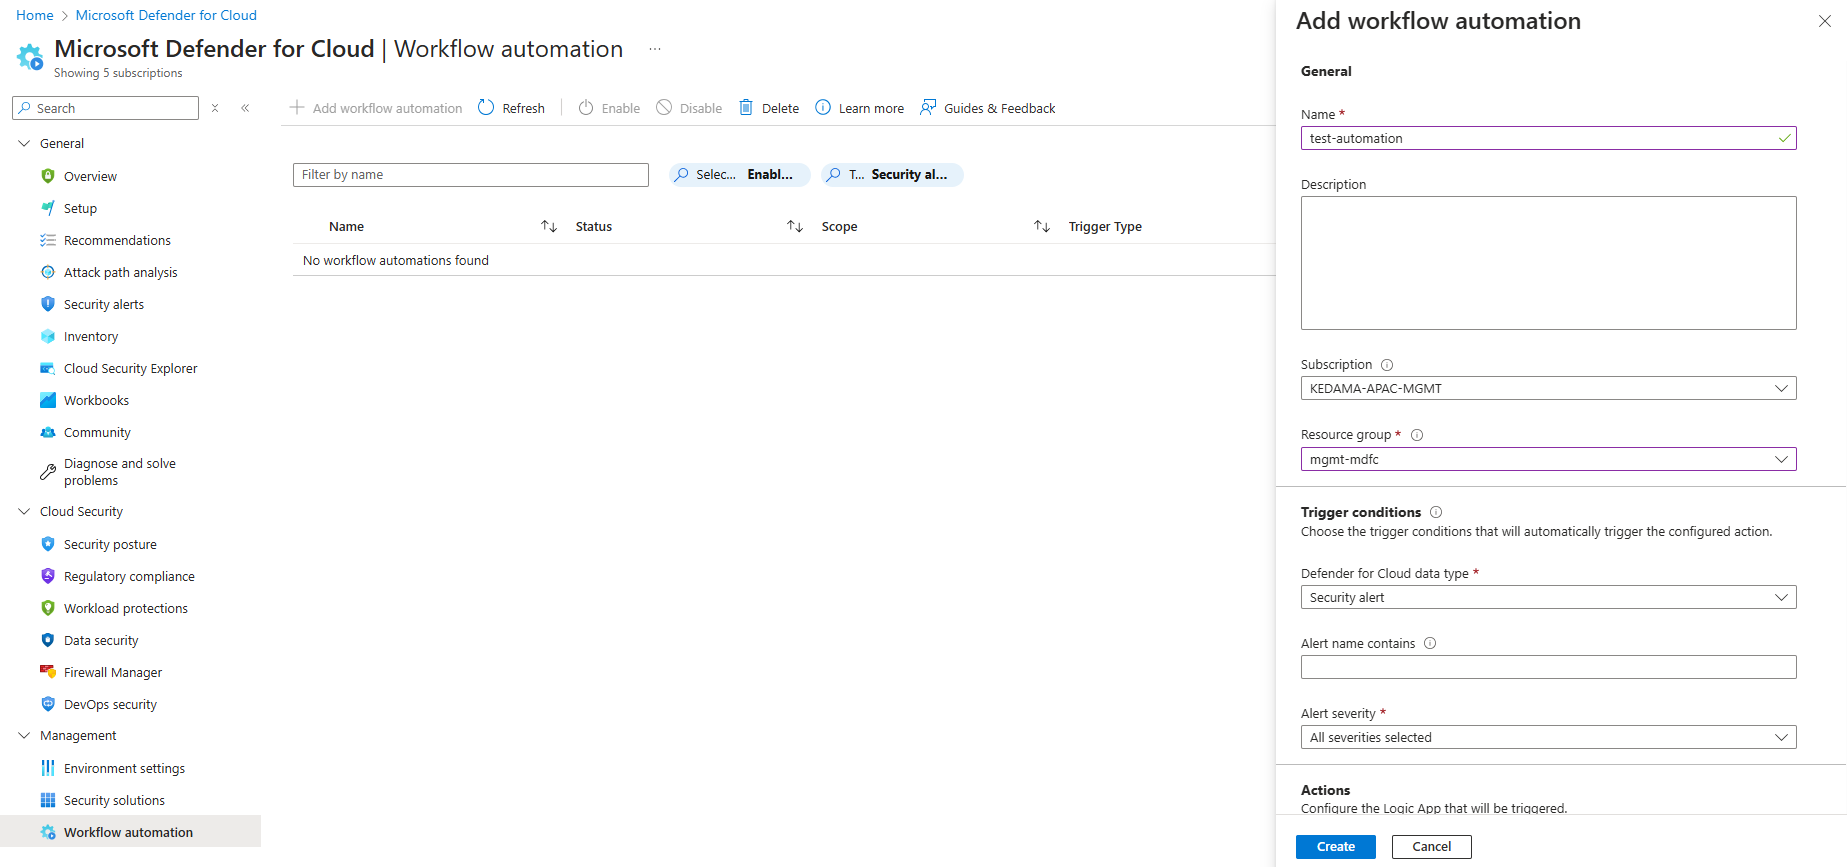 Home > Microsoft Defender for Cloud
Microsoft Defender for Cloud | Workflow automation ...
Showing 5 subscriptions
Search
General
Overview
Setup
Recommendations
Attack path analysis
Security alerts
Inventory
Cloud Security Explorer
Workbooks
Community
Diagnose and solve
problems
Cloud Security
Security posture
Regulatory compliance
Workload protections
Data security
Firewall Manager
DevOps security
Management
Environment settings
Security solutions
Workflow automation
Add workflow automation Refresh Enable Disable Delete Learn more Guides & Feedback
Filter by name Selec... Enabl... T... Security al...
Name Status Scope Trigger Type
No workflow automations found
Add workflow automation
General
Name *
test-automation
Description
Subscription
KEDAMA-APAC-MGMT
Resource group *
mgmt-mdfc
Trigger conditions
Choose the trigger conditions that will automatically trigger the configured action.
Defender for Cloud data type *
Security alert
Alert name contains
Alert severity *
All severities selected
Actions
Configure the Logic App that will be triggered.
Create Cancel